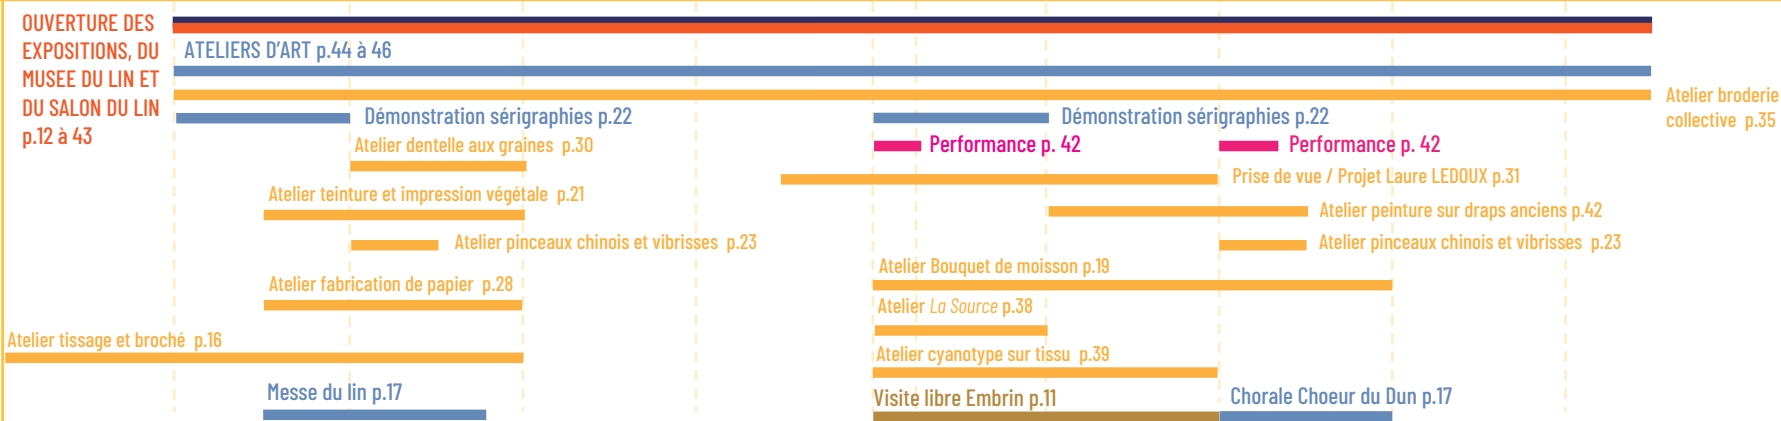 OUVERTURE DES
EXPOSITIONS, DU
MUSEE DU LIN ET
DU SALON DU LIN
p.12 à 43
ATELIERS D'ART p.44 à 46
Atelier broderie
collective p.35
Démonstration sérigraphies p.22
Démonstration sérigraphies p.22
Atelier dentelle aux graines p.30
Performance p. 42
Performance p. 42
Prise de vue / Projet Laure LEDOUX p.31
Atelier teinture et impression végétale p.21
Atelier peinture sur draps anciens p.42
Atelier pinceaux chinois et vibrisses p.23
Atelier pinceaux chinois et vibrisses p.23
Atelier Bouquet de moisson p.19
Atelier fabrication de papier p.28
Atelier La Source p.38
Atelier tissage et broché p.16
Atelier cyanotype sur tissu p.39
Messe du lin p.17
Visite libre Embrin p.11
Chorale Choeur du Dun p.17